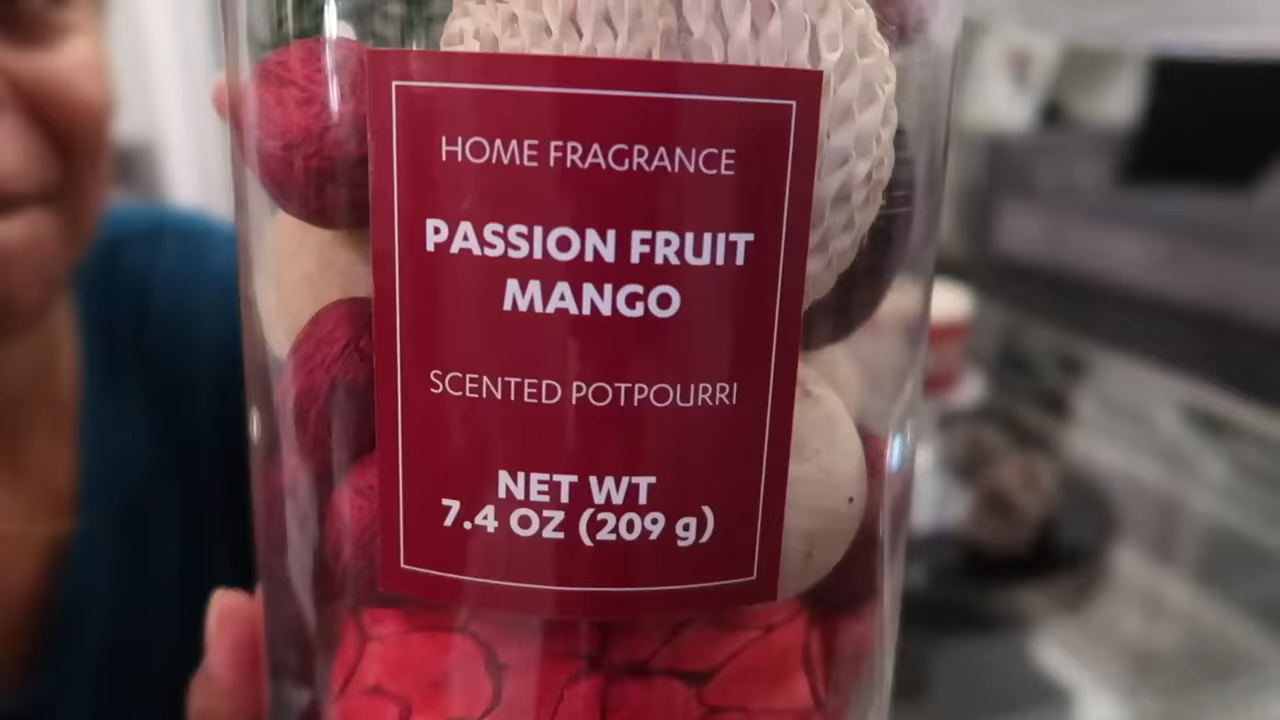 HOME FRAGRANCE
PASSION FRUIT
MANGO
SCENTED POTPOURRI
NET WT
7.4 OZ (209 g)